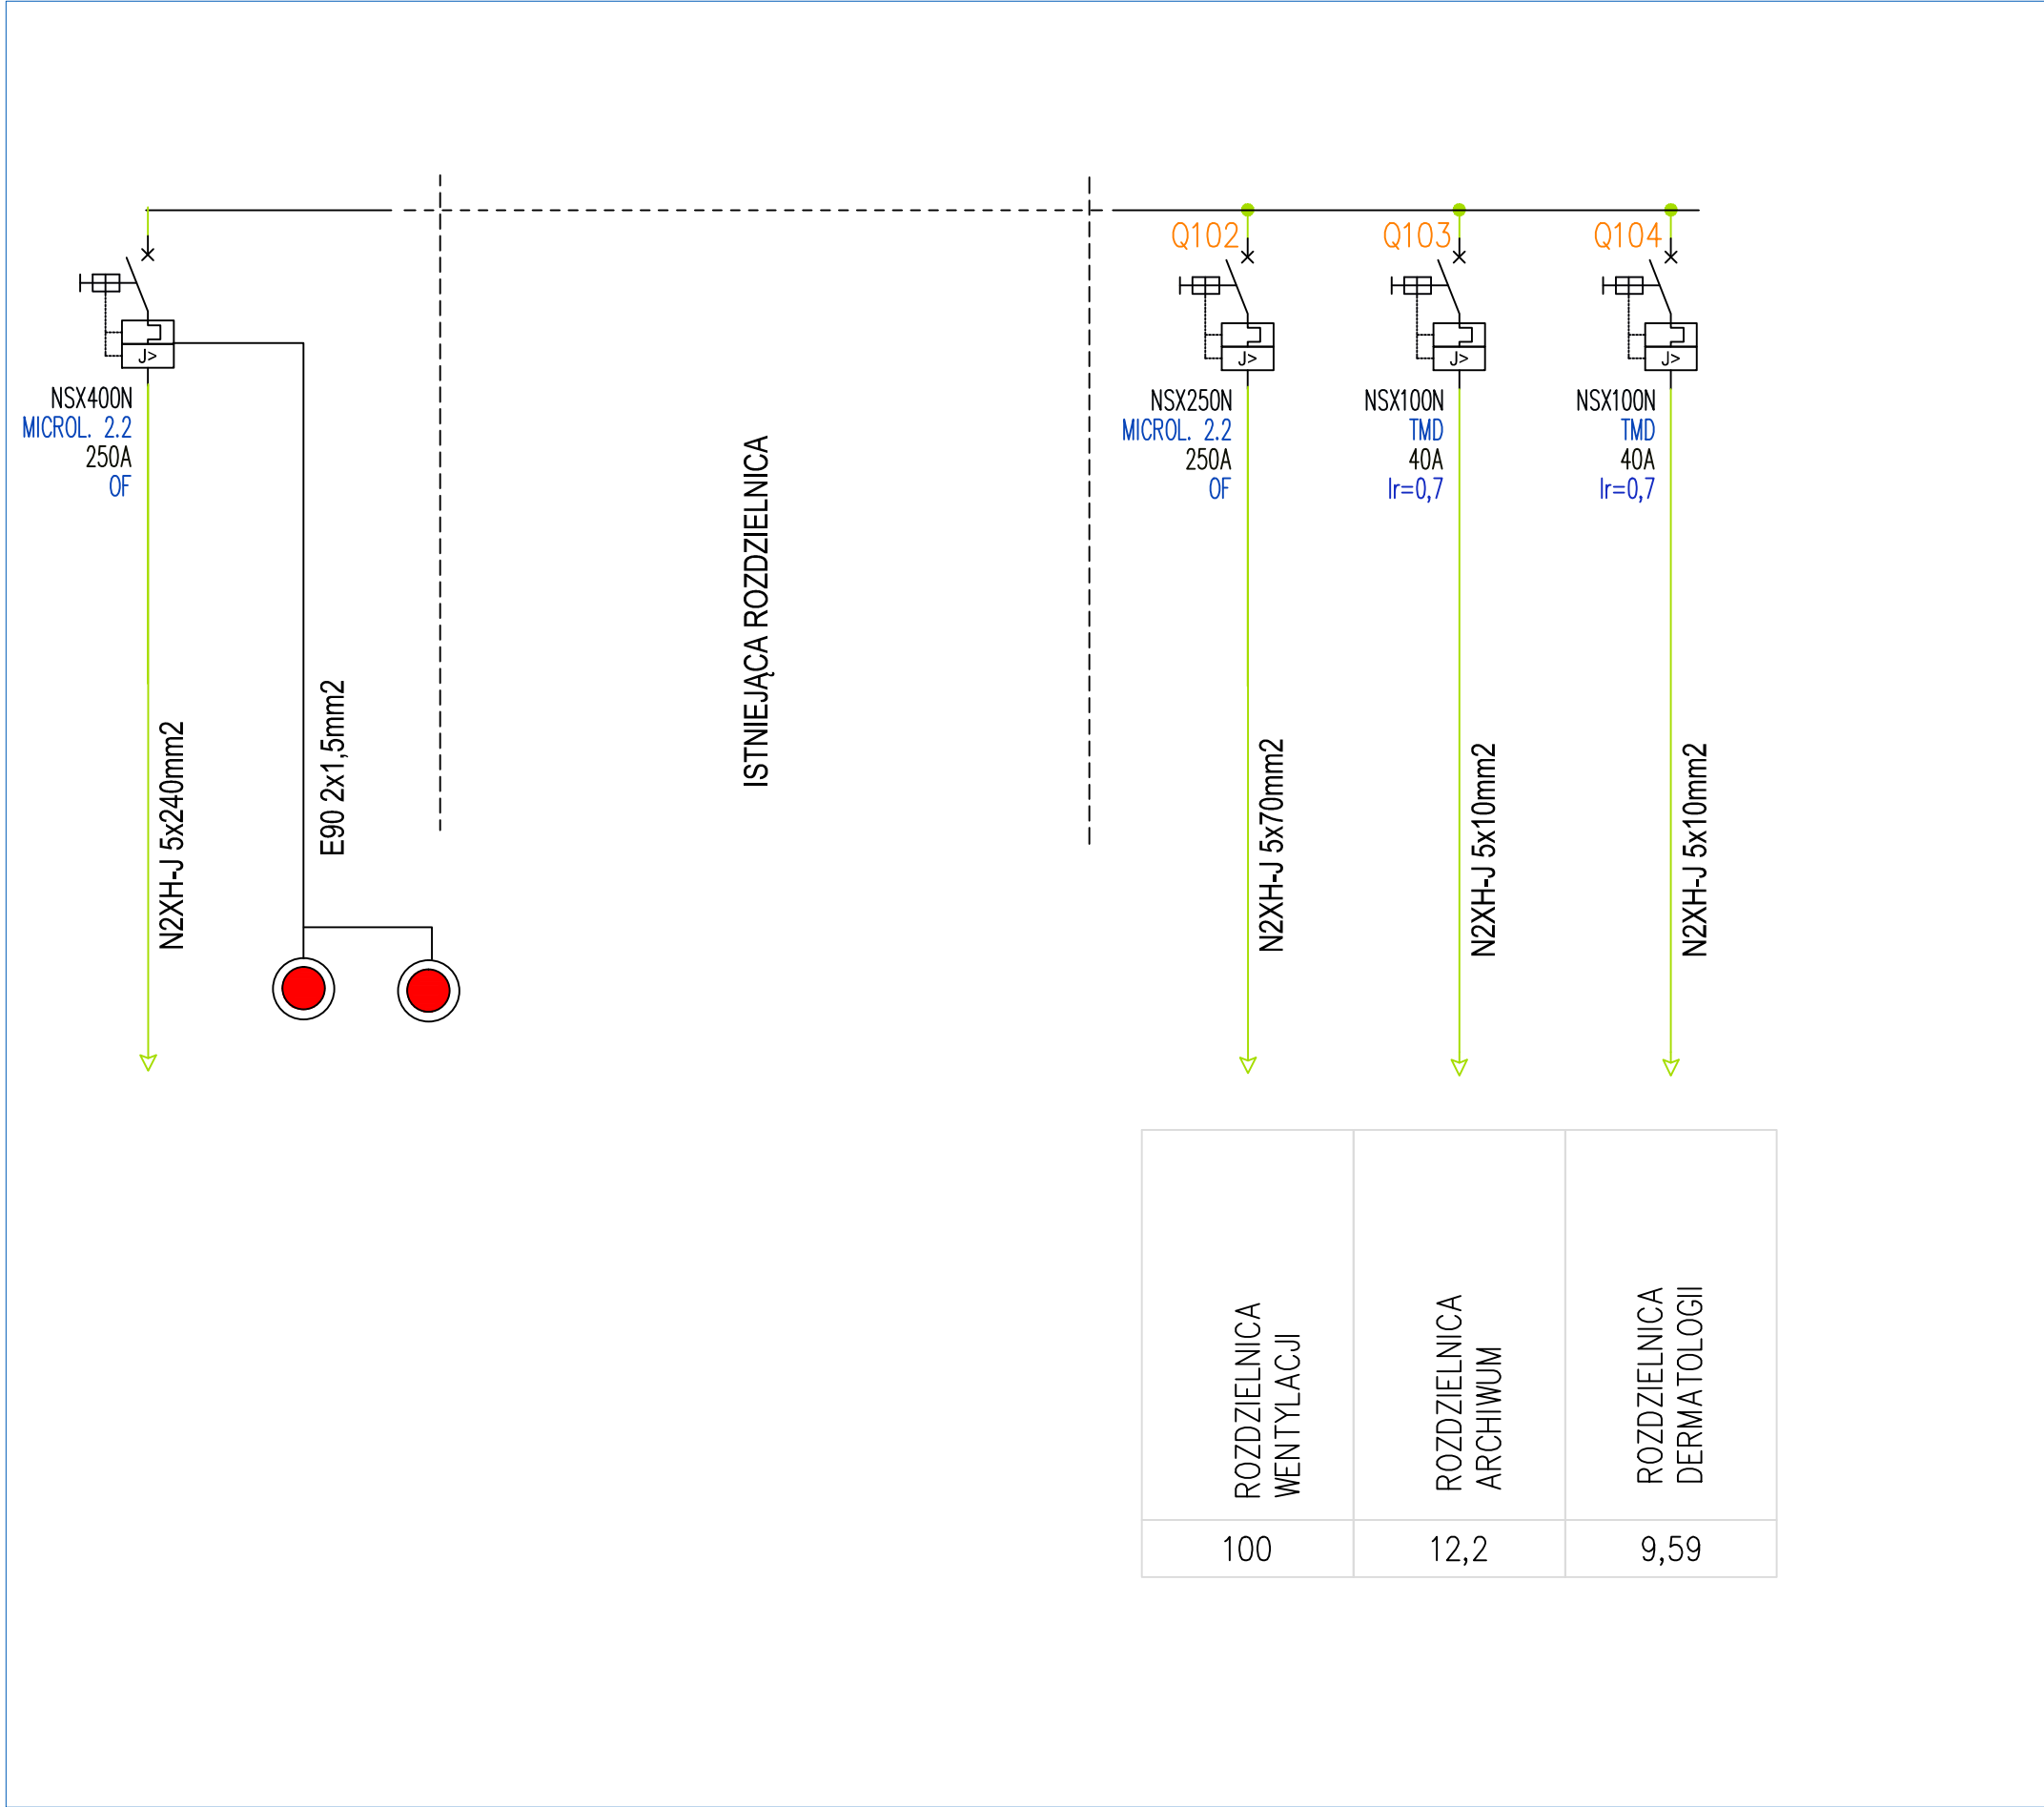 Q102
Q103
Q104
J>
J>
J>
J>
NSX400N
MICROL. 2.2
250A
OF
NSX250N
MICROL. 2.2
250A
OF
NSX100N
TMD
40A
Ir=0,7
NSX100N
TMD
40A
Ir=0,7
N2XH-J 5x240mm2
E90 2x1,5mm2
ISTNIEJĄCA ROZDZIELNICA
N2XH-J 5x70mm2
N2XH-J 5x10mm2
N2XH-J 5x10mm2
ROZDZIELNICA
WENTYLACJI
ROZDZIELNICA
ARCHIWUM
ROZDZIELNICA
DERMATOLOGII
100
12,2
9,59